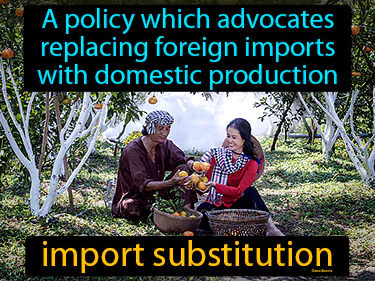 A policy which advocates
replacing foreign imports
with domestic production
import substitution